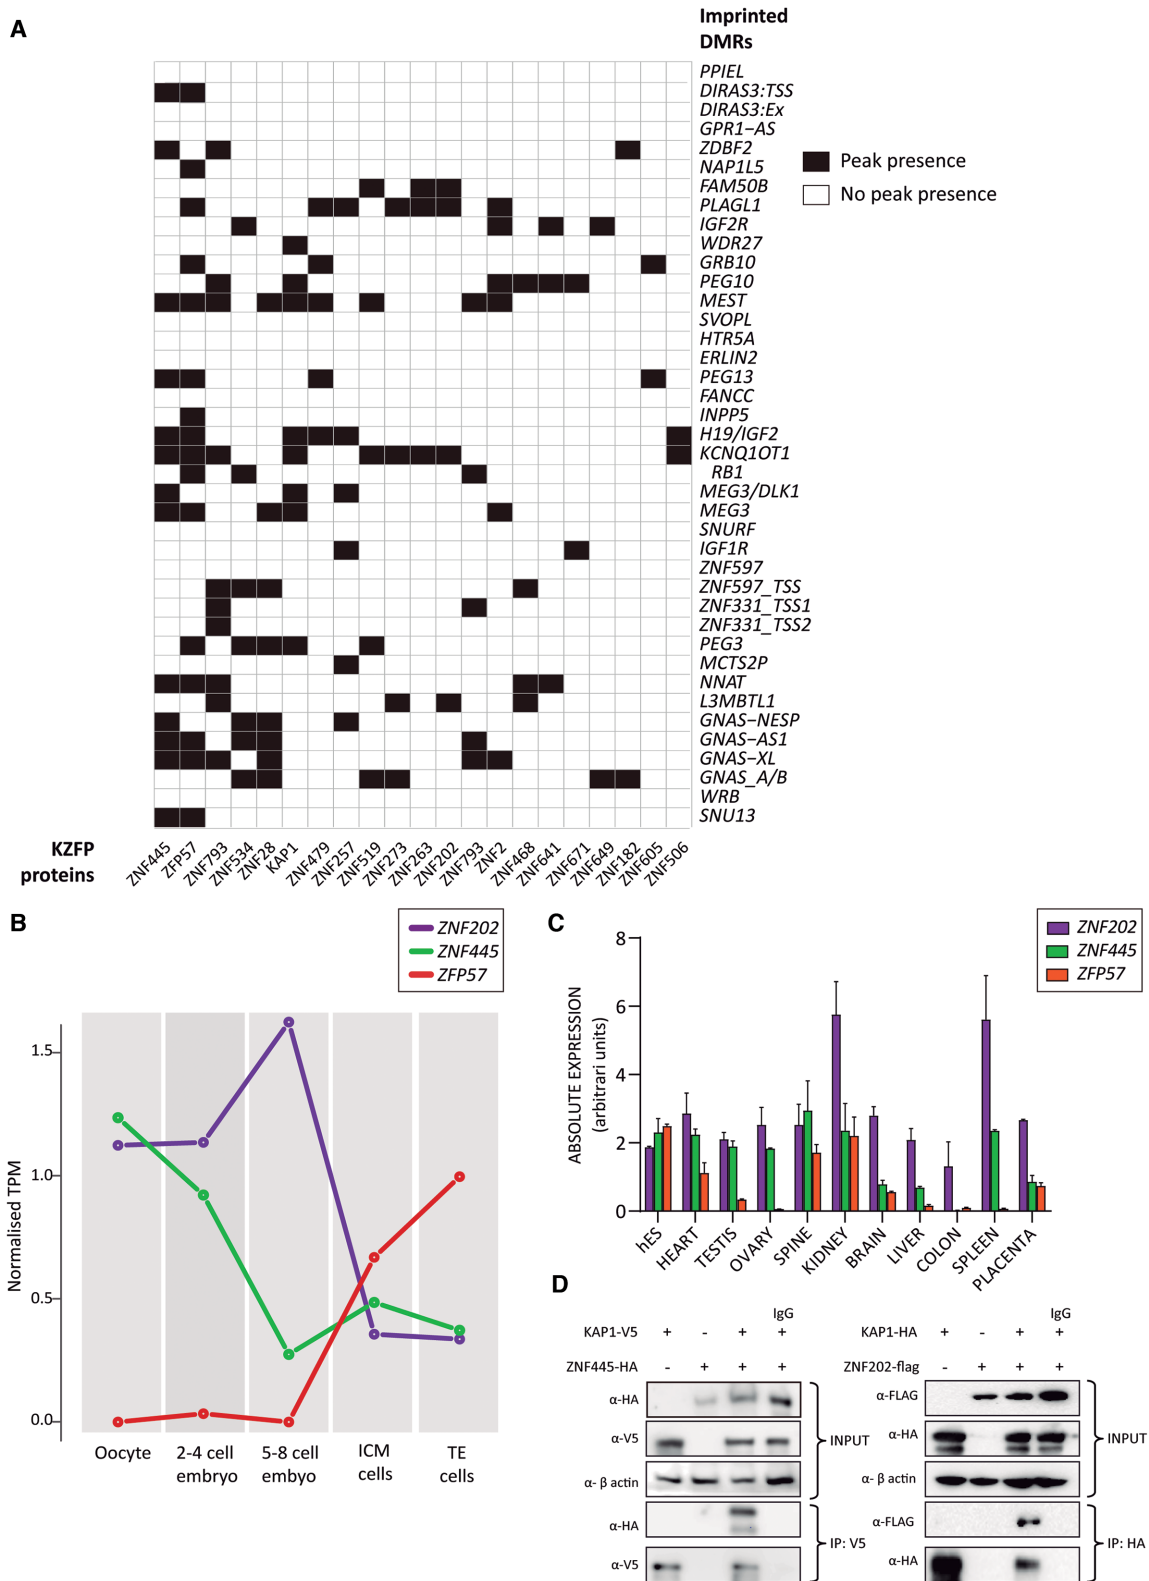 A
Imprinted
DMRs
PPIEL
DIRAS3:TSS
DIRAS3:Ex
GPR1-AS
ZDBF2
NAP1L5
FAM50B
PLAGL1
IGF2R
WDR27
GRB10
PEG10
MEST
SVOPL
HTR5A
ERLIN2
PEG13
FANCC
INPP5
H19/IGF2
KCNQ1OT1
RB1
MEG3/DLK1
MEG3
SNURF
IGF1R
ZNF597
ZNF597_TSS
ZNF331_TSS1
ZNF331_TSS2
PEG3
MCTS2P
NNAT
L3MBTL1
GNAS-NESP
GNAS-AS1
GNAS-XL
GNAS_A/B
WRB
SNU13
Peak presence
No peak presence
KZFP
proteins
ZNF445
ZFP57
ZNF793
ZNF534
ZNF28
KAP1
ZNF479
ZNF257
ZNF519
ZNF273
ZNF263
ZNF202
ZNF793
ZNF2
ZNF468
ZNF641
ZNF671
ZNF649
ZNF182
ZNF605
ZNF506
B
ZNF202
ZNF445
ZFP57
Normalised TPM
1.5
1.0
0.5
0.0
Oocyte
2-4 cell
embryo
5-8 cell
embyo
ICM
cells
TE
cells
C
ZNF202
ZNF445
ZFP57
ABSOLUTE EXPRESSION
(arbitrari units)
8
6
4
2
0
hES
HEART
TESTIS
OVARY
SPINE
KIDNEY
BRAIN
LIVER
COLON
SPLEEN
PLACENTA
D
IgG
KAP1-V5 + - + +
ZNF445-HA - + + +
α-HA
α-V5
α- β actin
INPUT
α-HA
α-V5
IP: V5
IgG
KAP1-HA + - + +
ZNF202-flag - + + +
α-FLAG
α-HA
α- β actin
INPUT
α-FLAG
α-HA
IP: HA